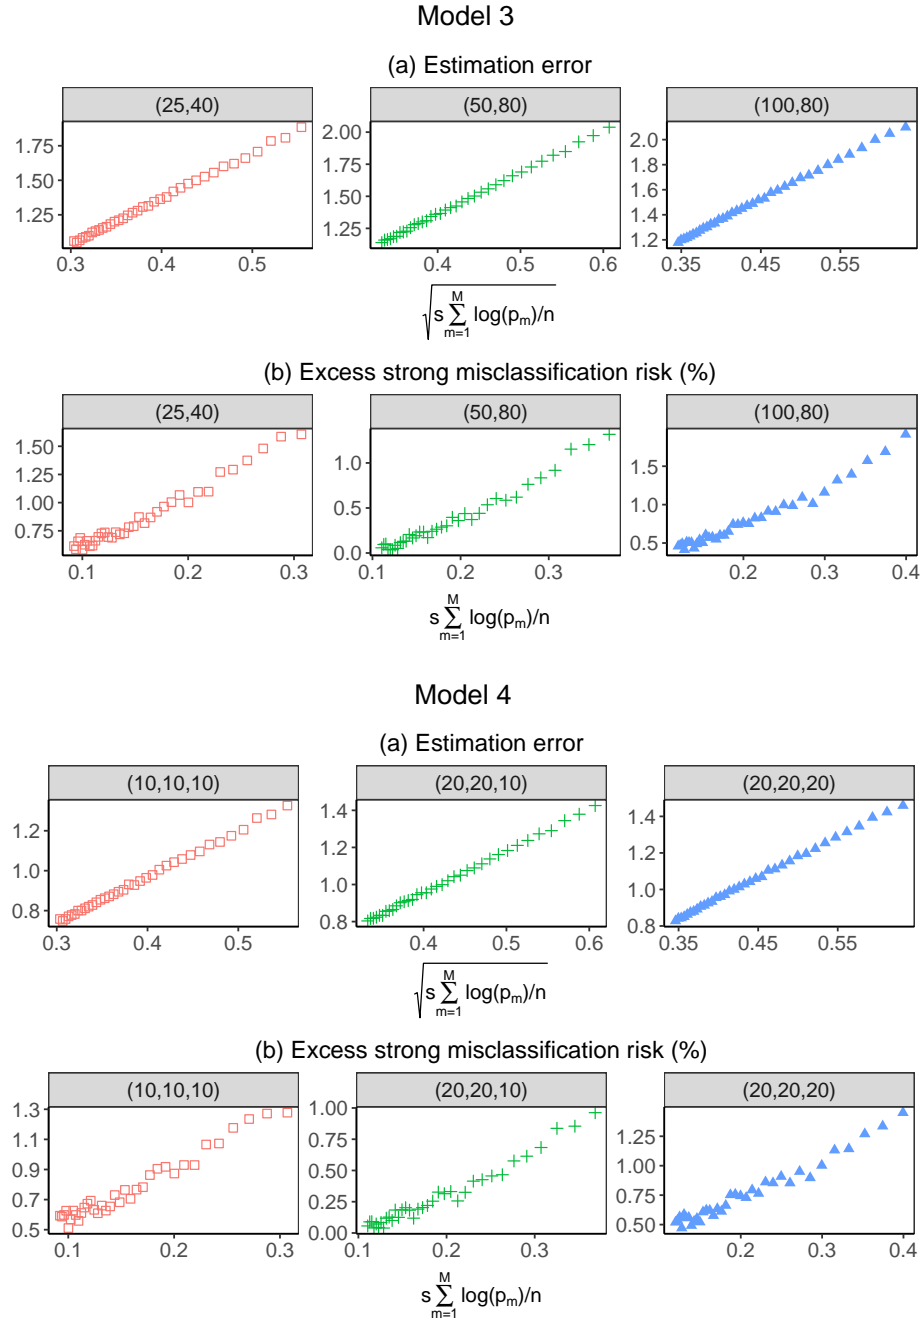 Model 3
(a) Estimation error
(25,40) (50,80) (100,80)
1.75
1.50
1.25
0.3 0.4 0.5
2.00
1.75
1.50
1.25
0.4 0.5 0.6
2.0
1.8
1.6
1.4
1.2
0.35 0.45 0.55
√s∑_{m=1}^{M} log(p_m)/n
(b) Excess strong misclassification risk (%)
(25,40) (50,80) (100,80)
1.50
1.25
1.00
0.75
0.1 0.2 0.3
1.0
0.5
0.0
0.1 0.2 0.3
1.5
1.0
0.5
0.2 0.3 0.4
s∑_{m=1}^{M} log(p_m)/n
Model 4
(a) Estimation error
(10,10,10) (20,20,10) (20,20,20)
1.2
1.0
0.8
0.3 0.4 0.5
1.4
1.2
1.0
0.8
0.4 0.5 0.6
1.4
1.2
1.0
0.8
0.35 0.45 0.55
√s∑_{m=1}^{M} log(p_m)/n
(b) Excess strong misclassification risk (%)
(10,10,10) (20,20,10) (20,20,20)
1.3
1.1
0.9
0.7
0.5
0.1 0.2 0.3
1.00
0.75
0.50
0.25
0.00
0.1 0.2 0.3
1.25
1.00
0.75
0.50
0.2 0.3 0.4
s∑_{m=1}^{M} log(p_m)/n